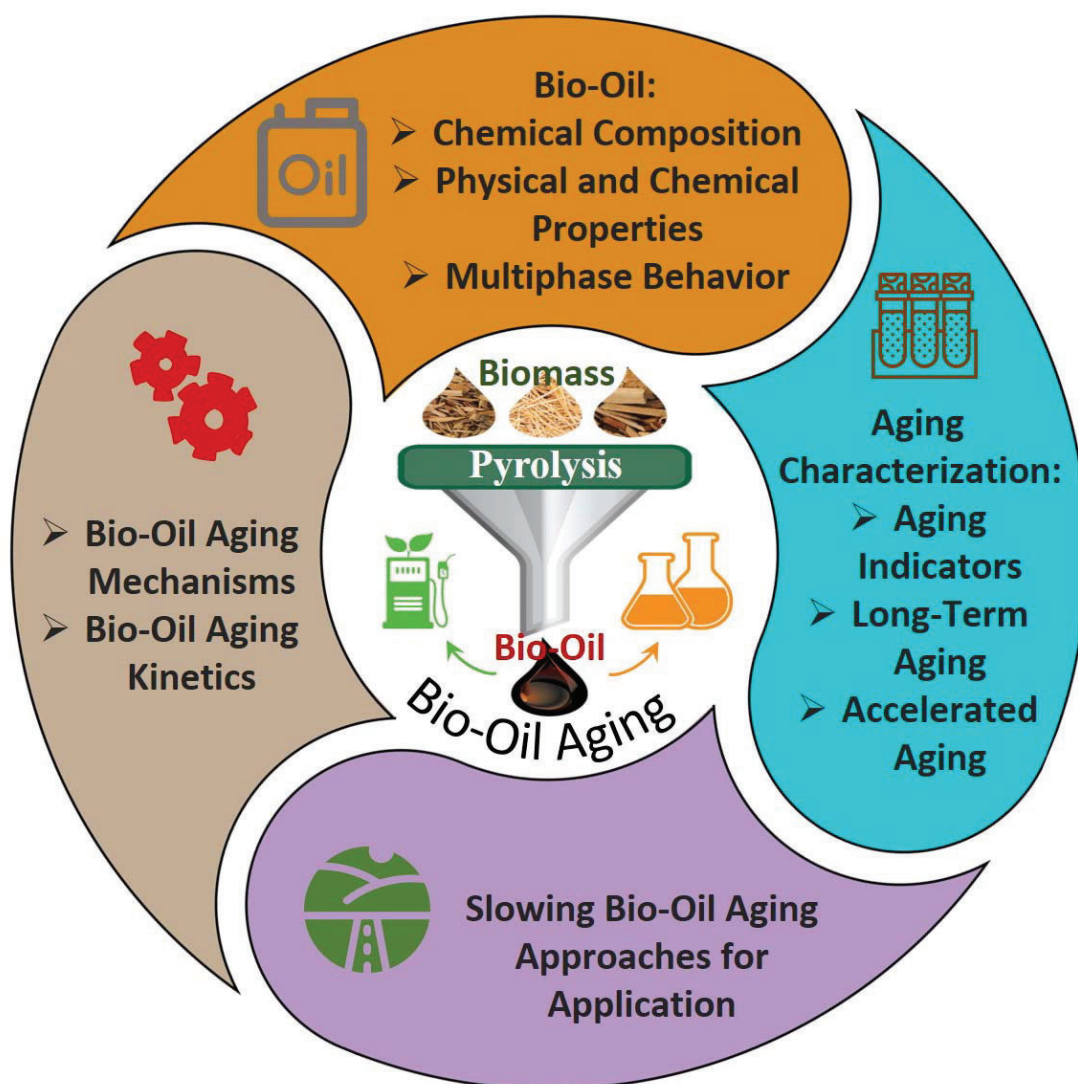 Bio-Oil:
➢ Chemical Composition
➢ Physical and Chemical
Properties
➢ Multiphase Behavior
Oil
Aging
Characterization:
➢ Aging
Indicators
➢ Long-Term
Aging
➢ Accelerated
Aging
Slowing Bio-Oil Aging
Approaches for
Application
➢ Bio-Oil Aging
Mechanisms
➢ Bio-Oil Aging
Kinetics
Biomass
Pyrolysis
Bio-Oil
Bio-Oil Aging